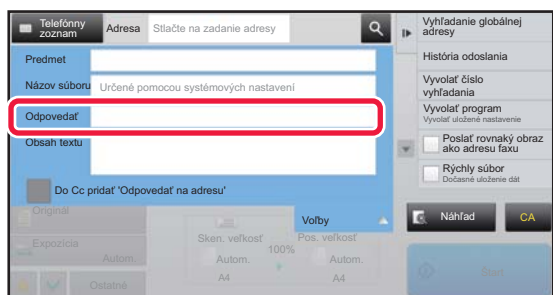 Telefónny
zoznam
Adresa
Stlačte na zadanie adresy
Predmet
Názov súboru
Určené pomocou systémových nastavení
Odpovedať
Obsah textu
Do Cc pridať 'Odpovedať na adresu'
Voľby
Originál
Expozícia
Autom.
Ostatné
Sken. veľkosť
Autom.
A4
100%
Pos. veľkosť
Autom.
A4
Vyhľadanie globálnej
adresy
História odoslania
Vyvolať číslo
vyhľadania
Vyvolať program
Vyvolať uložené nastavenie
Poslať rovnaký obraz
ako adresu faxu
Rýchly súbor
Dočasné uloženie dát
Náhľad
CA
Štart